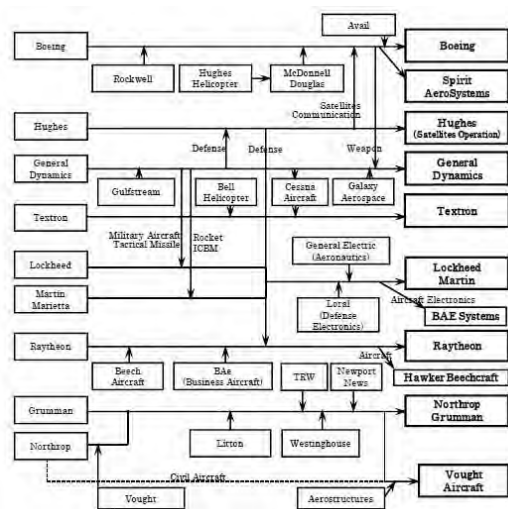 Avail
Boeing
Boeing
Rockwell
Hughes
Helicopter
McDonnell
Douglas
Spirit
AeroSystems
Satellites
Communication
Hughes
Hughes
(Satellites Operation)
Defense
Defense
Weapon
General
Dynamics
General
Dynamics
Gulfstream
Bell
Helicopter
Cessna
Aircraft
Galaxy
Aerospace
Textron
Textron
Military Aircraft
Tactical Missile
Rocket
ICBM
General Electric
(Aeronautics)
Lockheed
Lockheed
Martin
Martin
Marietta
Loral
(Defense
Electronics)
Aircraft Electronics
BAE Systems
Raytheon
Raytheon
Aircraft
Beech
Aircraft
BAe
(Business Aircraft)
TRW
Newport
News
Hawker Beechcraft
Grumman
Northrop
Grumman
Litton
Westinghouse
Northrop
Civil Aircraft
Vought
Aircraft
Vought
Aerostructures